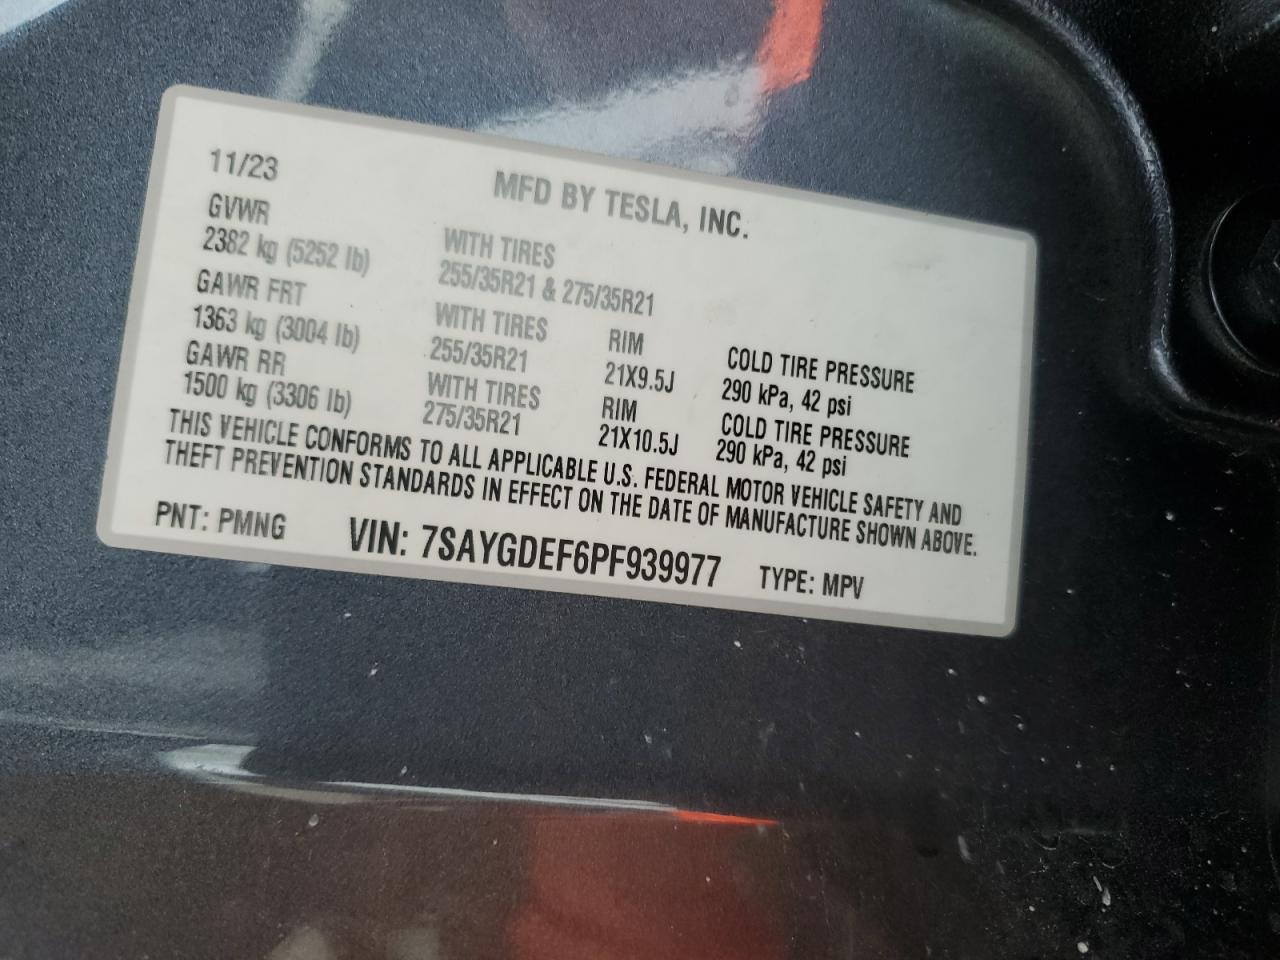 11/23
MFD BY TESLA, INC.
GVWR
2382 kg (5252 lb)
WITH TIRES
255/35R21 & 275/35R21
GAWR FRT
1363 kg (3004 lb)
WITH TIRES
255/35R21
RIM
21X9.5J
COLD TIRE PRESSURE
290 kPa, 42 psi
GAWR RR
1500 kg (3306 lb)
WITH TIRES
275/35R21
RIM
21X10.5J
COLD TIRE PRESSURE
290 kPa, 42 psi
THIS VEHICLE CONFORMS TO ALL APPLICABLE U.S. FEDERAL MOTOR VEHICLE SAFETY AND
THEFT PREVENTION STANDARDS IN EFFECT ON THE DATE OF MANUFACTURE SHOWN ABOVE.
PNT: PMNG VIN: 7SAYGDEF6PF939977 TYPE: MPV